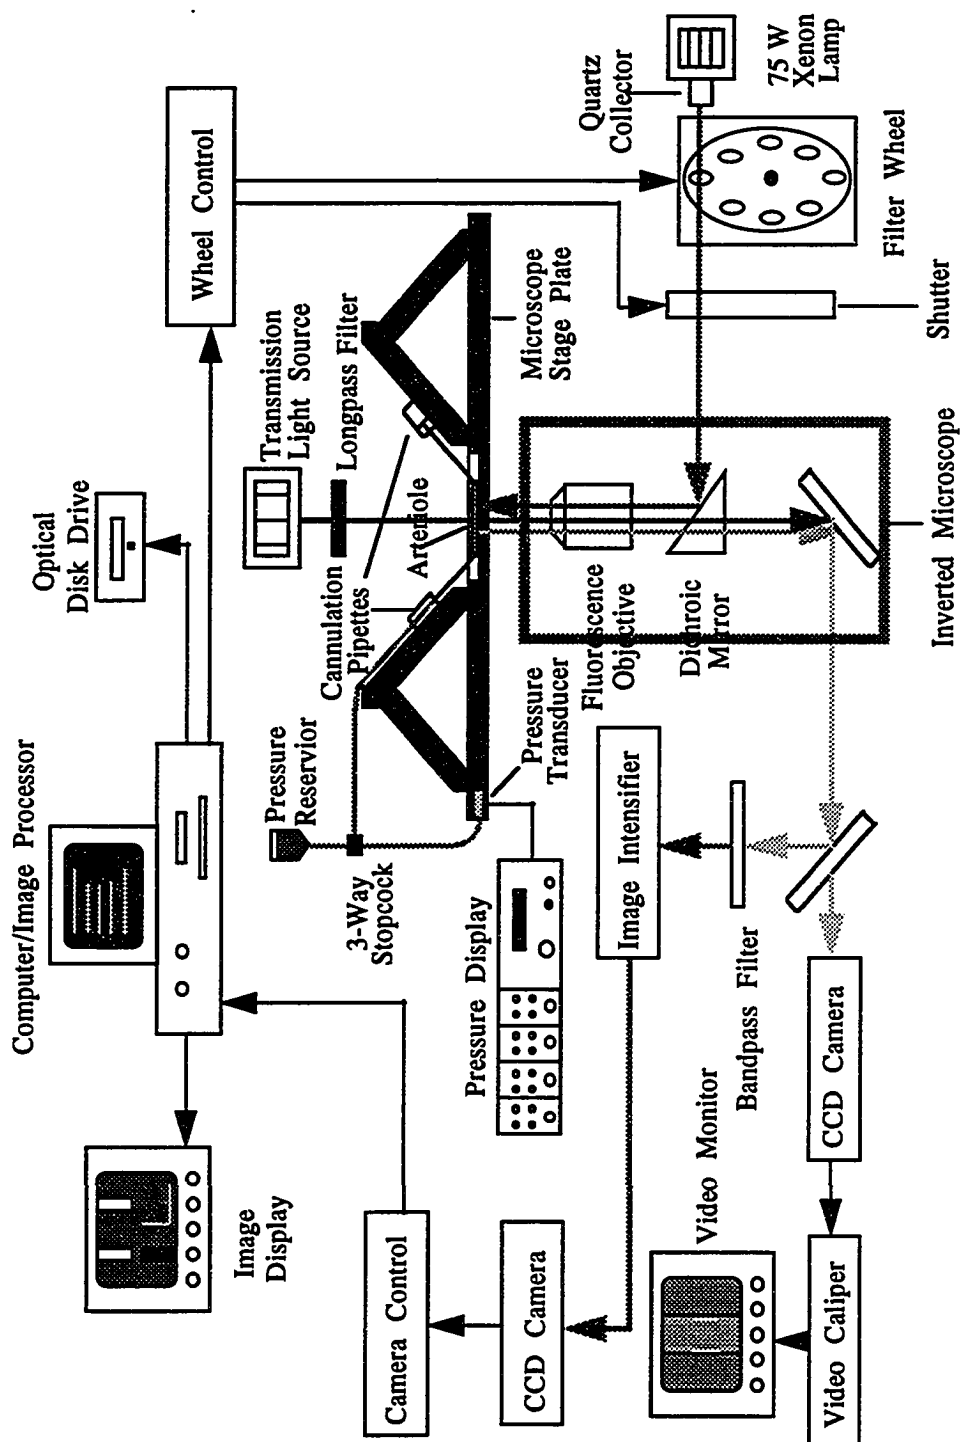 Computer/Image Processor
Optical
Disk Drive
Wheel Control
Image
Display
Transmission
Light Source
Longpass Filter
Pressure
Reservior
Cannulation
Pipettes
Arteriole
3-Way
Stopcock
Camera Control
Pressure Display
Pressure
Transducer
Microscope
Stage Plate
CCD Camera
Quartz
Collector
Fluorescence
Objective
Image Intensifier
Dichroic
Mirror
Video Monitor
Bandpass Filter
75 W
Xenon
Lamp
Filter Wheel
CCD Camera
Video Caliper
Shutter
Inverted Microscope